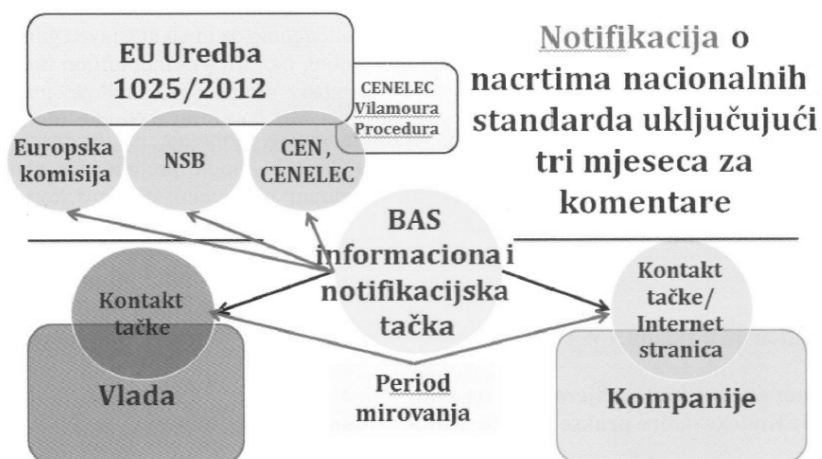 EU Uredba
1025/2012
CENELEC
Vilamoura
Procedura
Notifikacija o
nacrtima nacionalnih
standarda uključujući
tri mjeseca za
komentare
Europska
komisija
NSB
CEN,
CENELEC
BAS
informaciona i
notifikacijska
tačka
Kontakt
tačke
Vlada
Period
mirovanja
Kontakt
tačke/
Internet
stranica
Kompanije